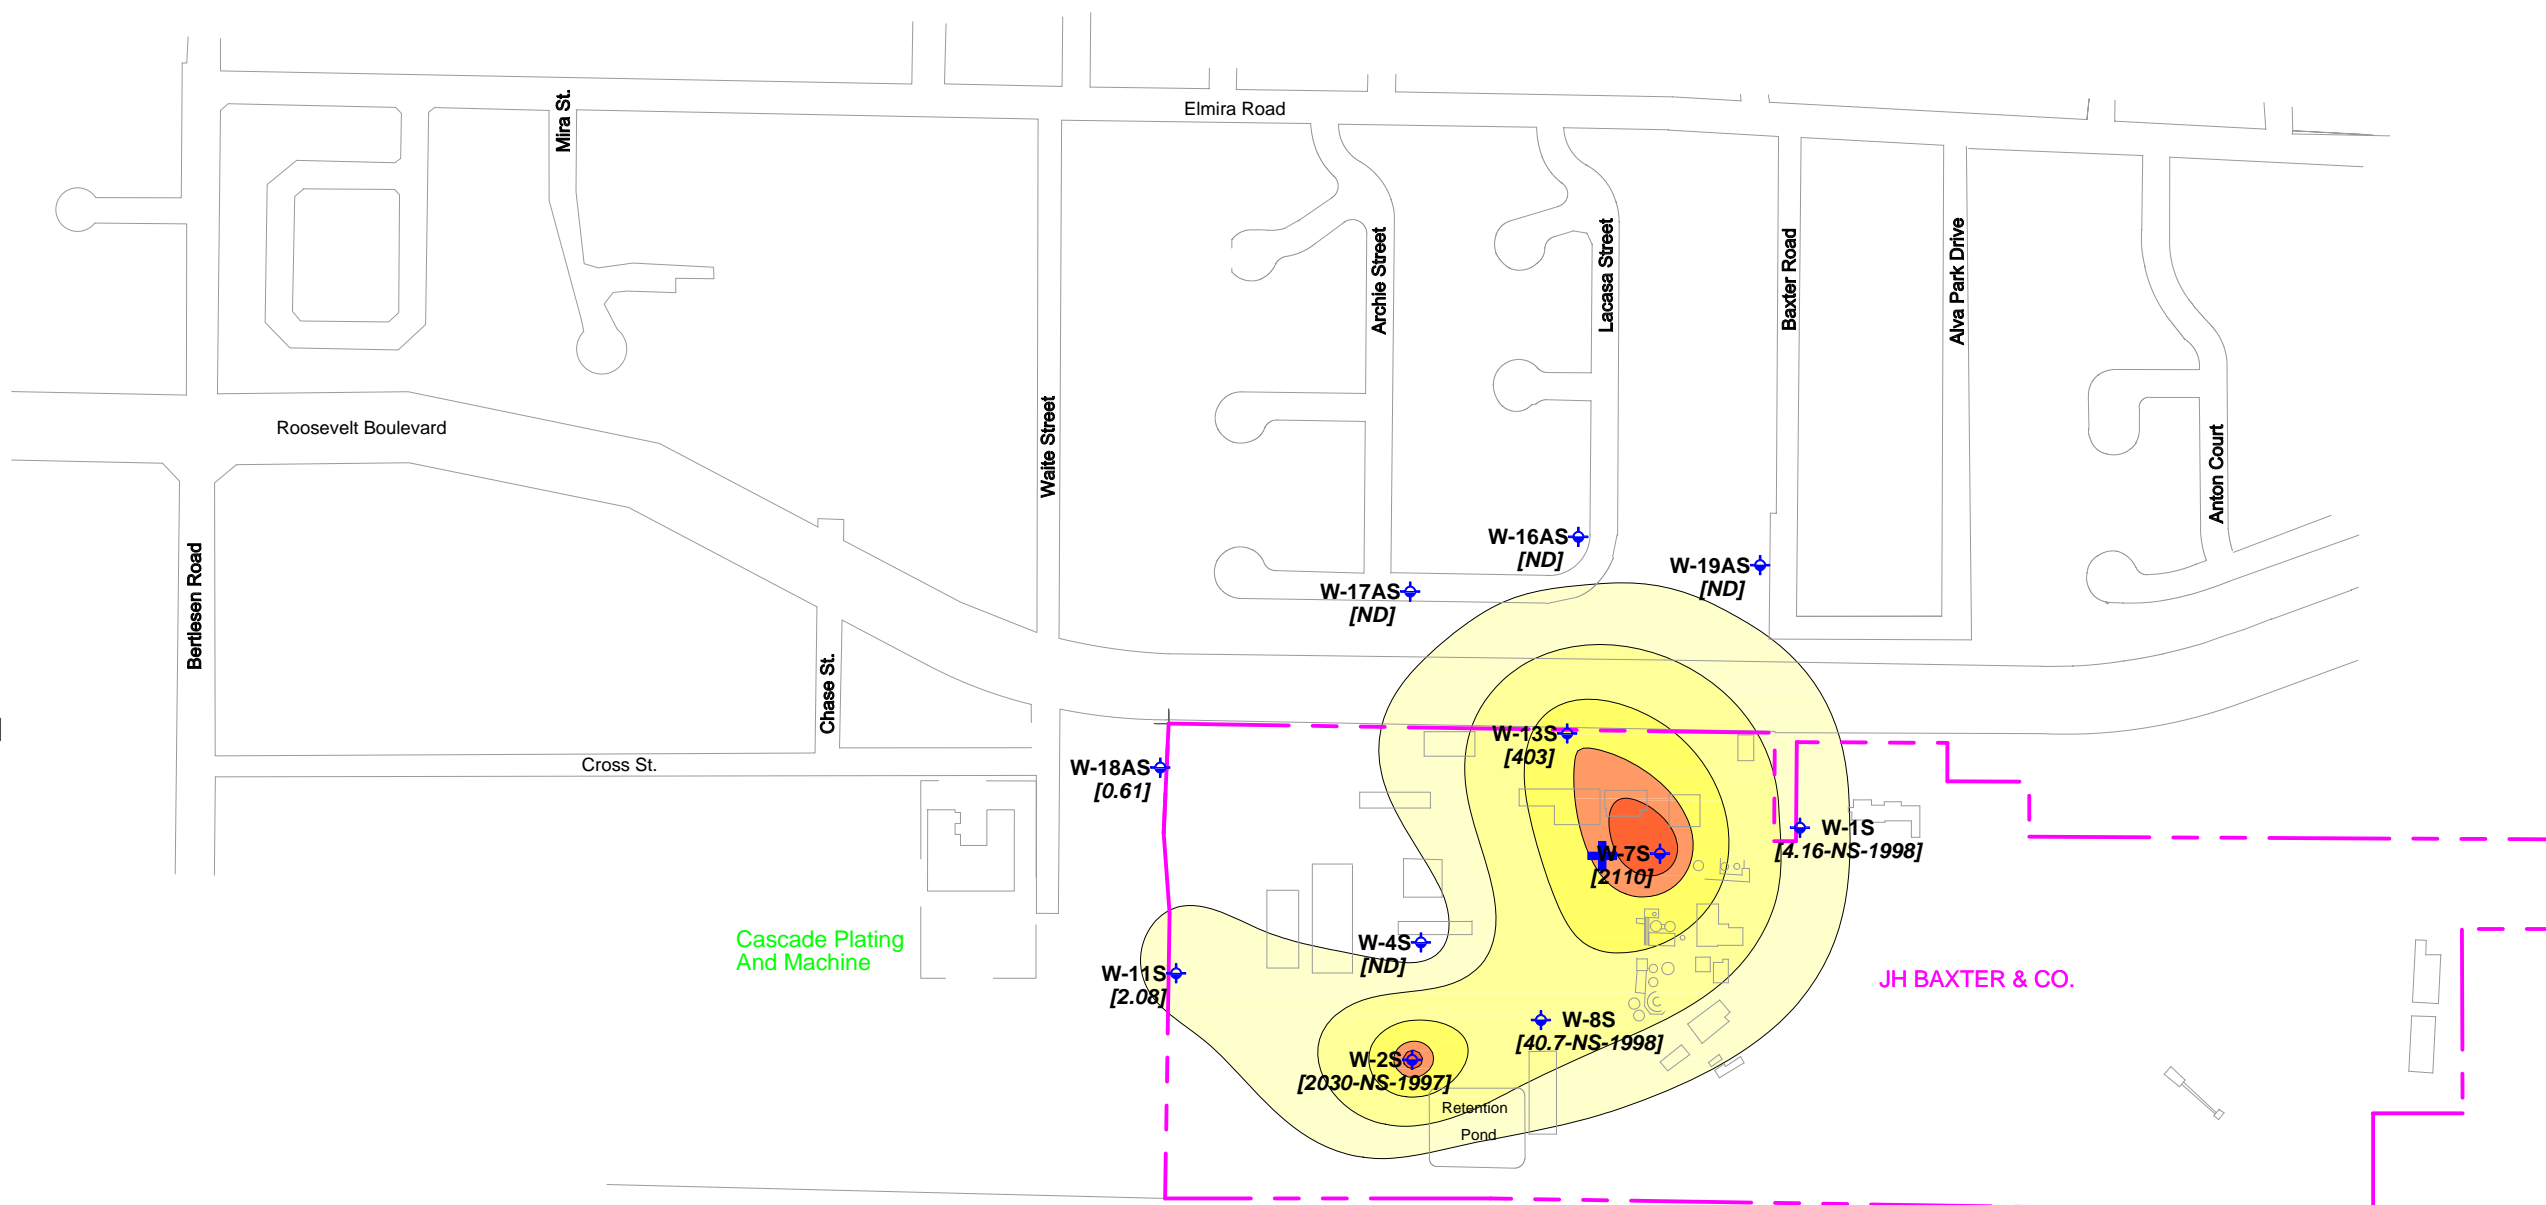 Elmira Road
Mira St.
Archie Street
Lacasa Street
Baxter Road
Alva Park Drive
Roosevelt Boulevard
Waite Street
Anton Court
Bertlesen Road
Chase St.
Cross St.
W-16AS
[ND]
W-19AS
[ND]
W-17AS
[ND]
W-13S
[403]
W-18AS
[0.61]
W-1S
[4.16-NS-1998]
W-7S
[2110]
Cascade Plating
And Machine
W-4S
[ND]
W-11S
[2.08]
JH BAXTER & CO.
W-8S
[40.7-NS-1998]
W-2S
[2030-NS-1997]
Retention
Pond